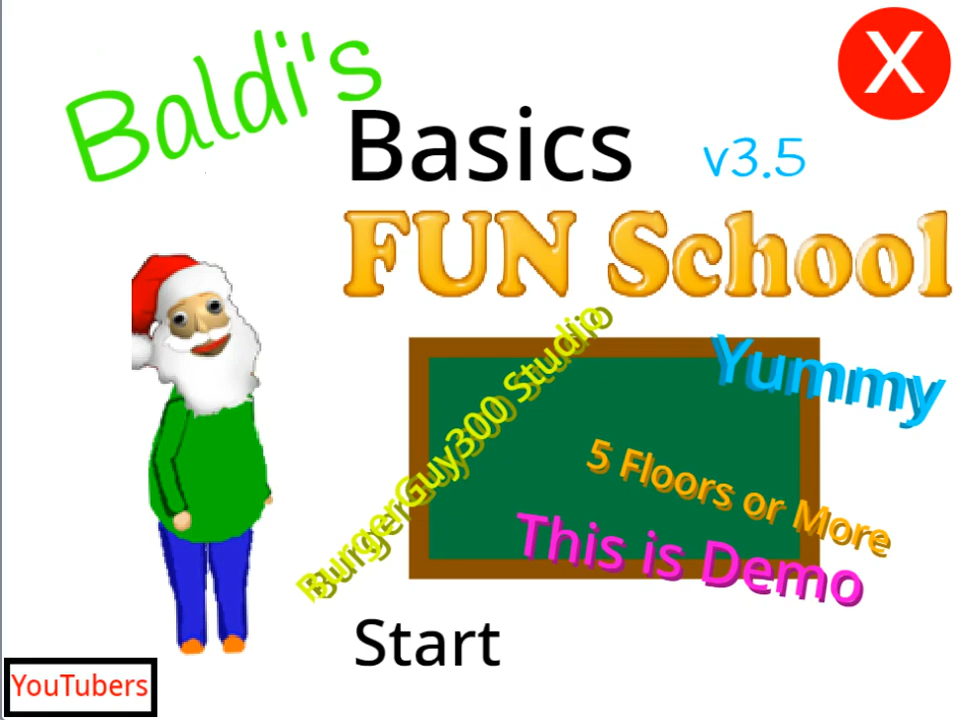 Baldi's
X
Basics
v3.5
FUN School
BurgerGuy300 Studio
Yummy
5 Floors or More
This is Demo
Start
YouTubers